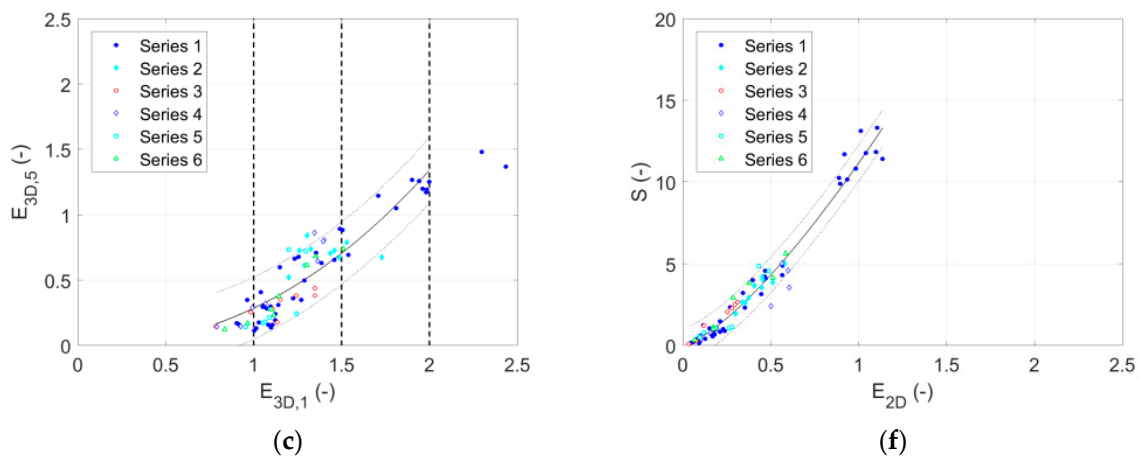 2.5
2
1.5
1
0.5
0
E3D,5 (-)
Series 1
Series 2
Series 3
Series 4
Series 5
Series 6
0 0.5 1 1.5 2 2.5
E3D,1 (-)
(c)
20
15
10
5
0
S (-)
Series 1
Series 2
Series 3
Series 4
Series 5
Series 6
0 0.5 1 1.5 2 2.5
E2D (-)
(f)